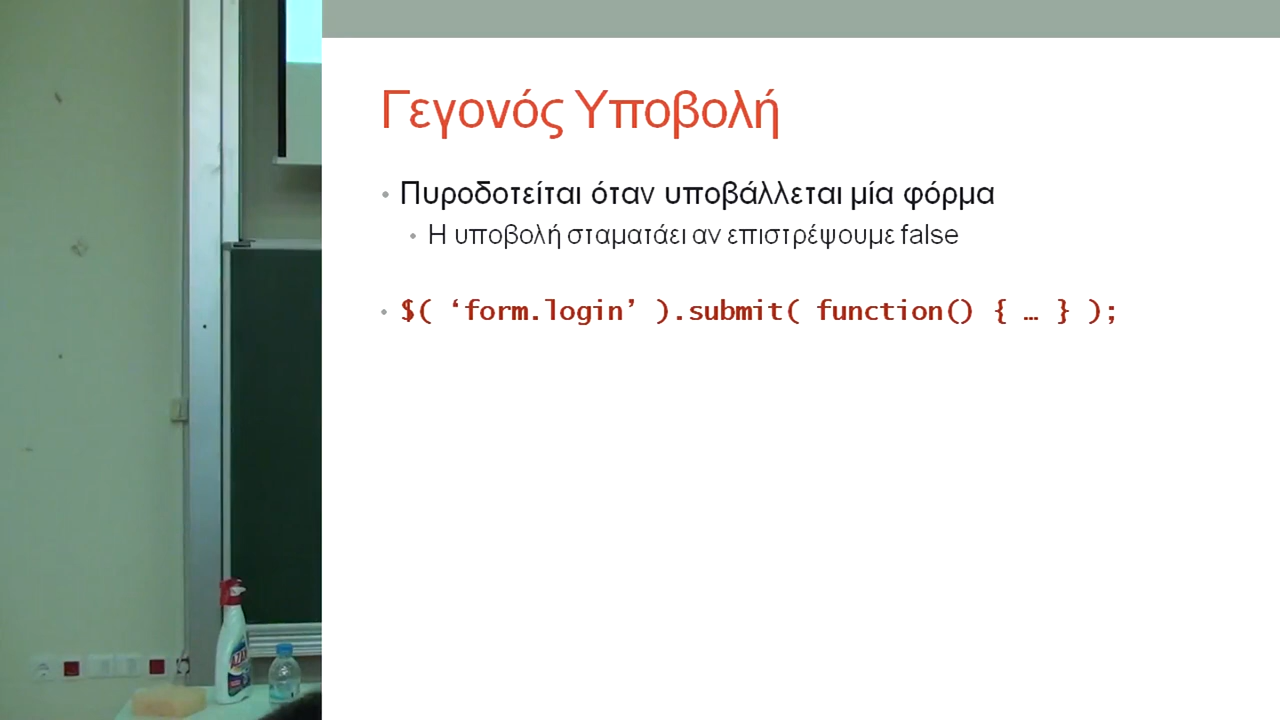 Γεγονός Υποβολή
• Πυροδοτείται όταν υποβάλλεται μία φόρμα
• Η υποβολή σταματάει αν επιστρέψουμε false
• $( ‘form.login’ ).submit( function() { … } );